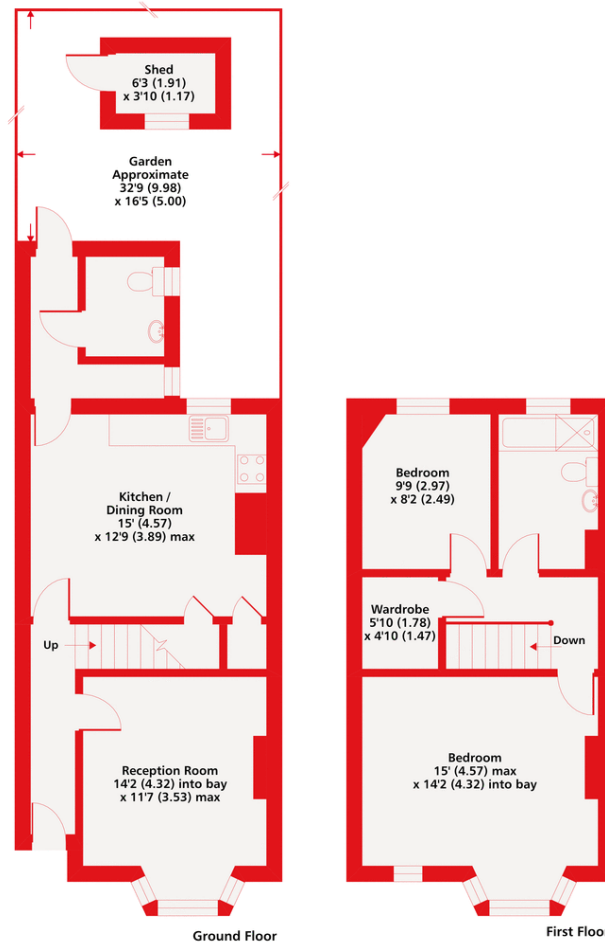 Shed
6'3 (1.91)
x 3'10 (1.17)
Garden
Approximate
32'9 (9.98)
x 16'5 (5.00)
Kitchen /
Dining Room
15' (4.57)
x 12'9 (3.89) max
Up
Reception Room
14'2 (4.32) into bay
x 11'7 (3.53) max
Ground Floor
Bedroom
9'9 (2.97)
x 8'2 (2.49)
Wardrobe
5'10 (1.78)
x 4'10 (1.47)
Down
Bedroom
15' (4.57) max
x 14'2 (4.32) into bay
First Floor